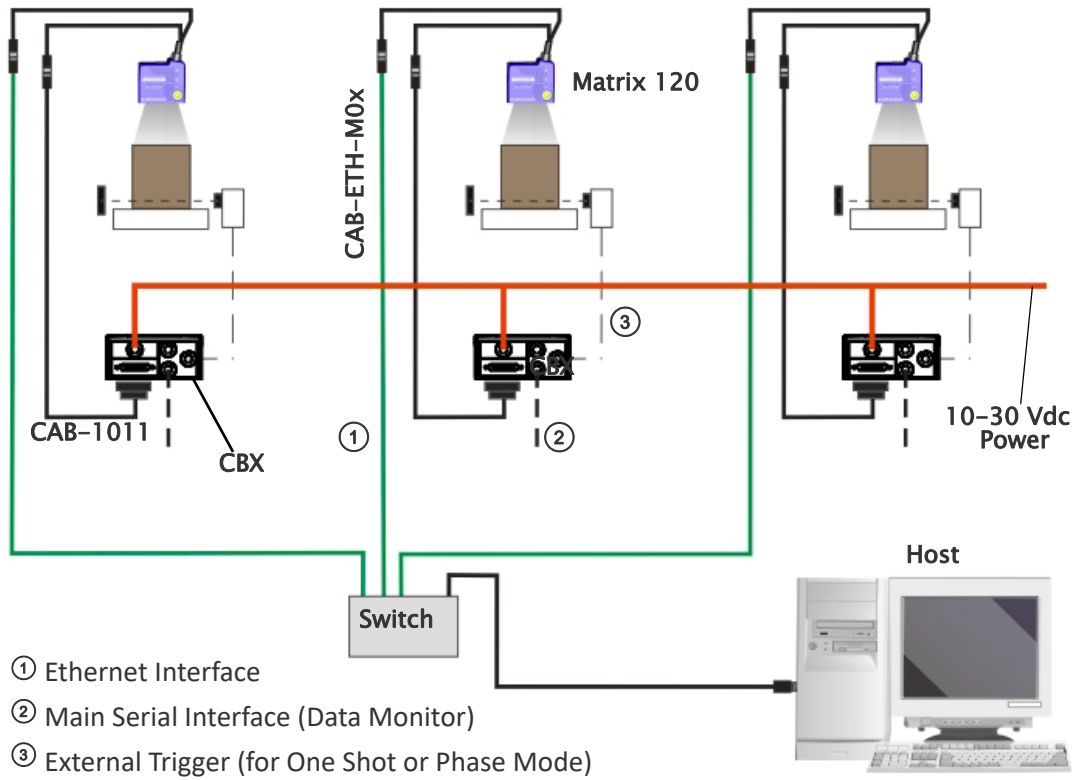 Matrix 120
CAB-ETH-M0x
③
CBX
CAB-1011
CBX
①
②
10-30 Vdc
Power
Host
Switch
① Ethernet Interface
② Main Serial Interface (Data Monitor)
③ External Trigger (for One Shot or Phase Mode)